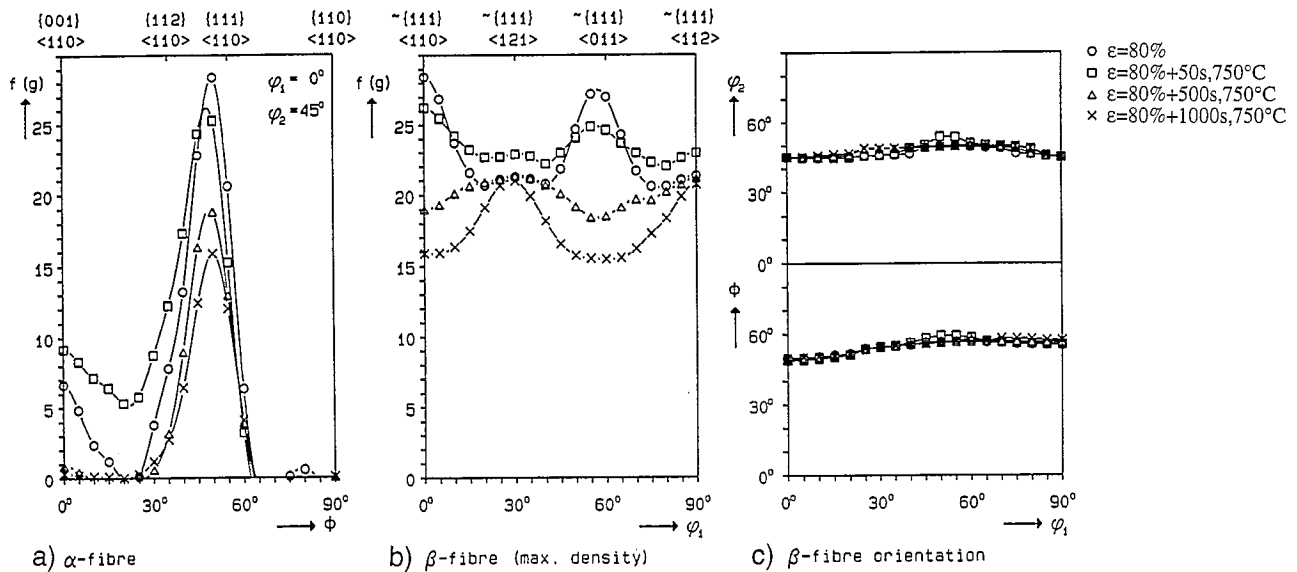 {001} {112} {111} {110}
<110> <110> <110> <110>
f(g)
φ₁= 0°
φ₂= 45°
25
20
15
10
5
0
0° 30° 60° 90°
Φ
a) α-fibre
~{111} ~{111} ~{111} ~{111}
<110> <121> <011> <112>
f(g)
25
20
15
10
5
0
0° 30° 60° 90°
φ₁
b) β-fibre (max. density)
φ₂
60°
30°
0°
Φ
60°
30°
0°
0° 30° 60° 90°
φ₁
c) β-fibre orientation
ε=80%
ε=80%+50s,750°C
ε=80%+500s,750°C
ε=80%+1000s,750°C